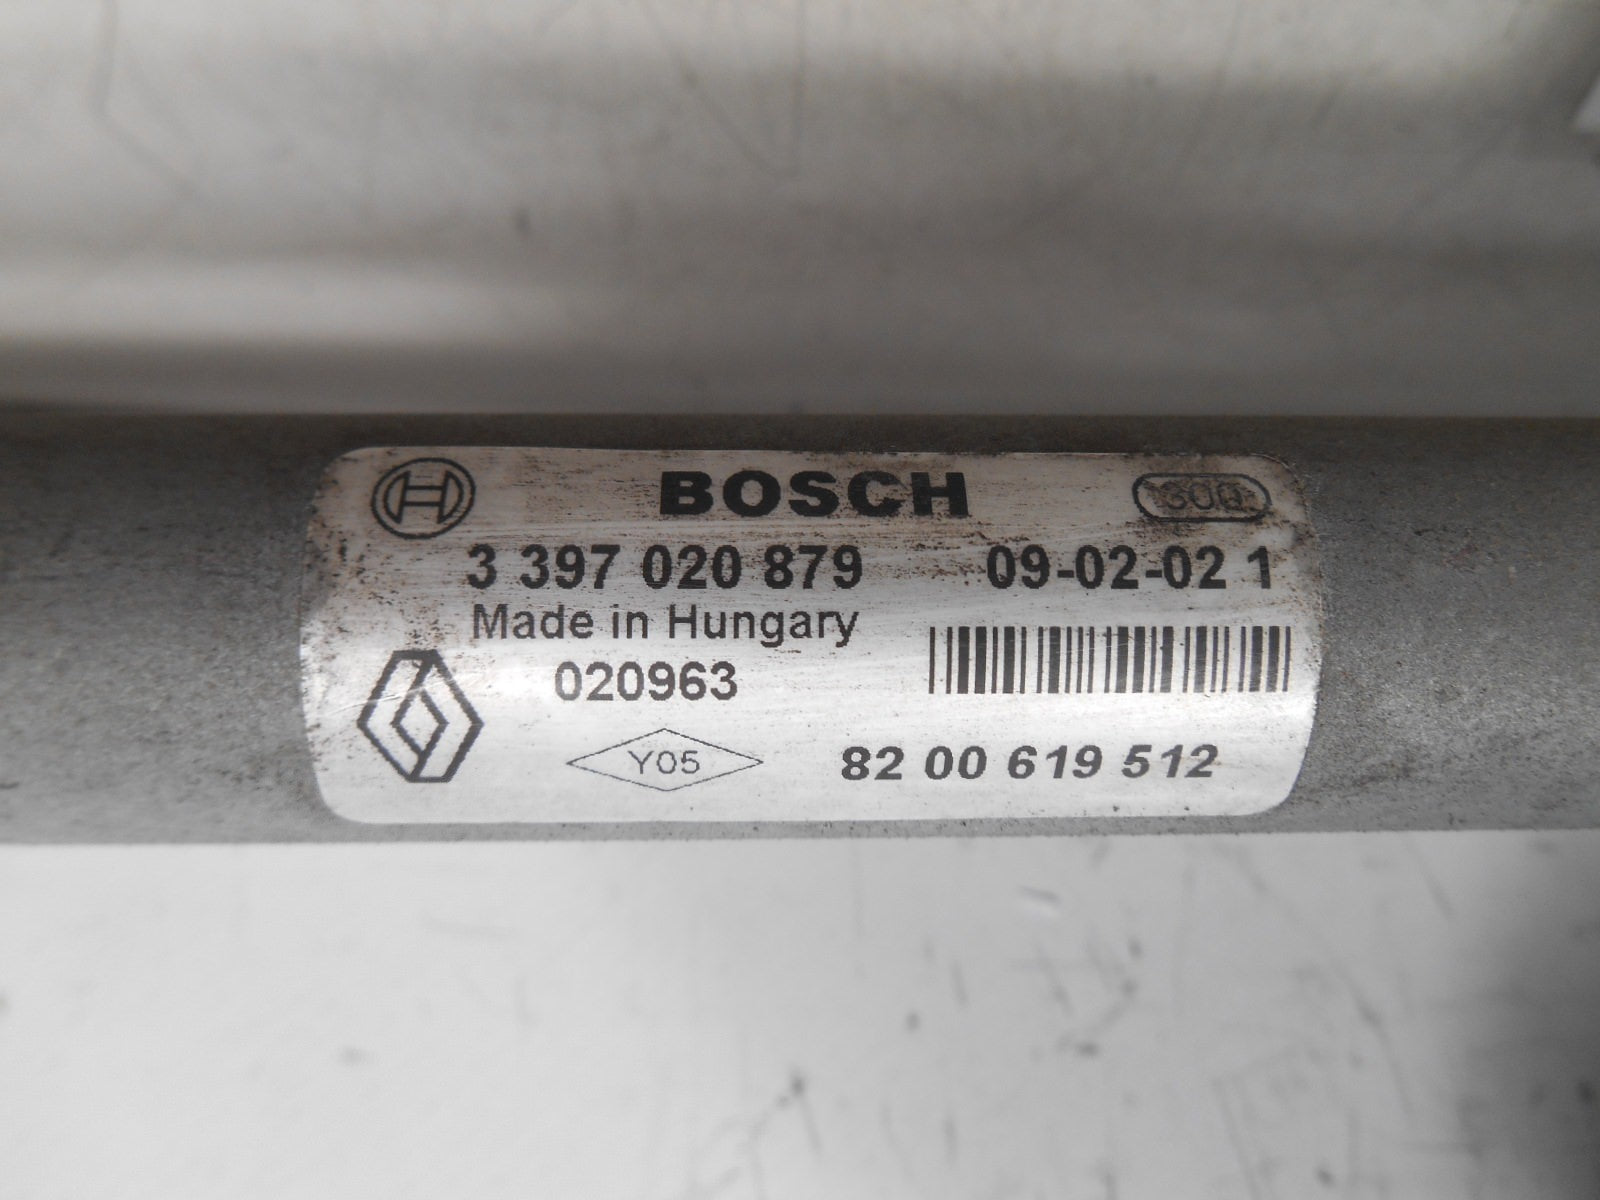 BOSCH
3 397 020 879 09-02-02 1
Made in Hungary
020963
Y05 82 00 619 512